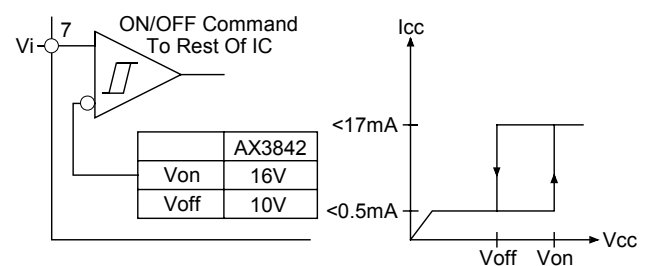 7
ON/OFF Command
To Rest Of IC
Vi
AX3842
Von 16V
Voff 10V
Icc
<17mA
<0.5mA
Vcc
Voff Von